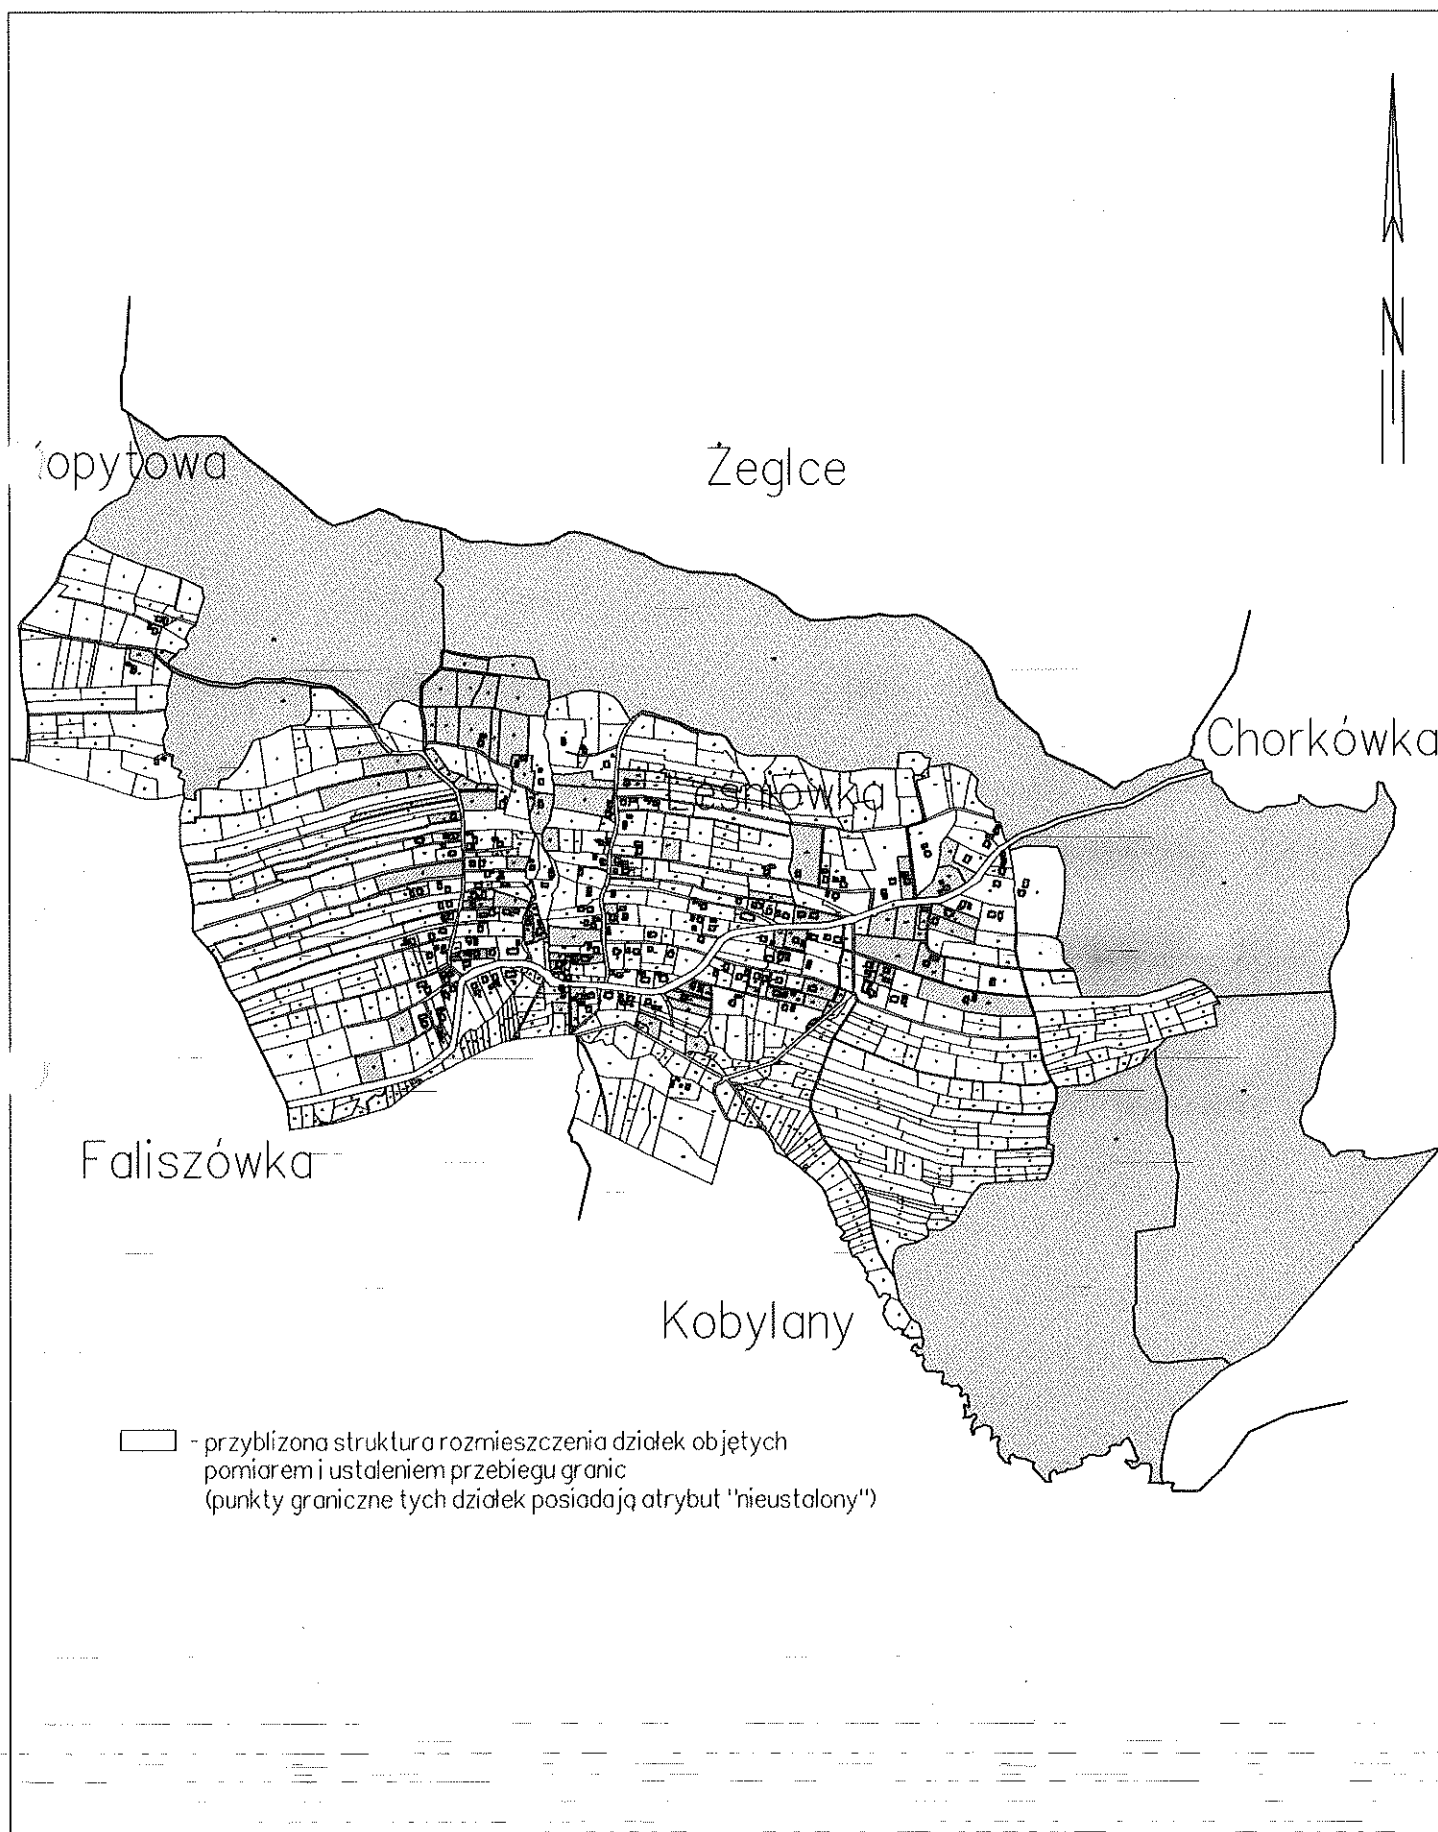 N
Żeglce
Chorkówka
Leśniówka
Faliszówka
Kobylany
- przybliżona struktura rozmieszczenia działek objętych
pomiarem i ustaleniem przebiegu granic
(punkty graniczne tych działek posiadają atrybut "nieustalony")